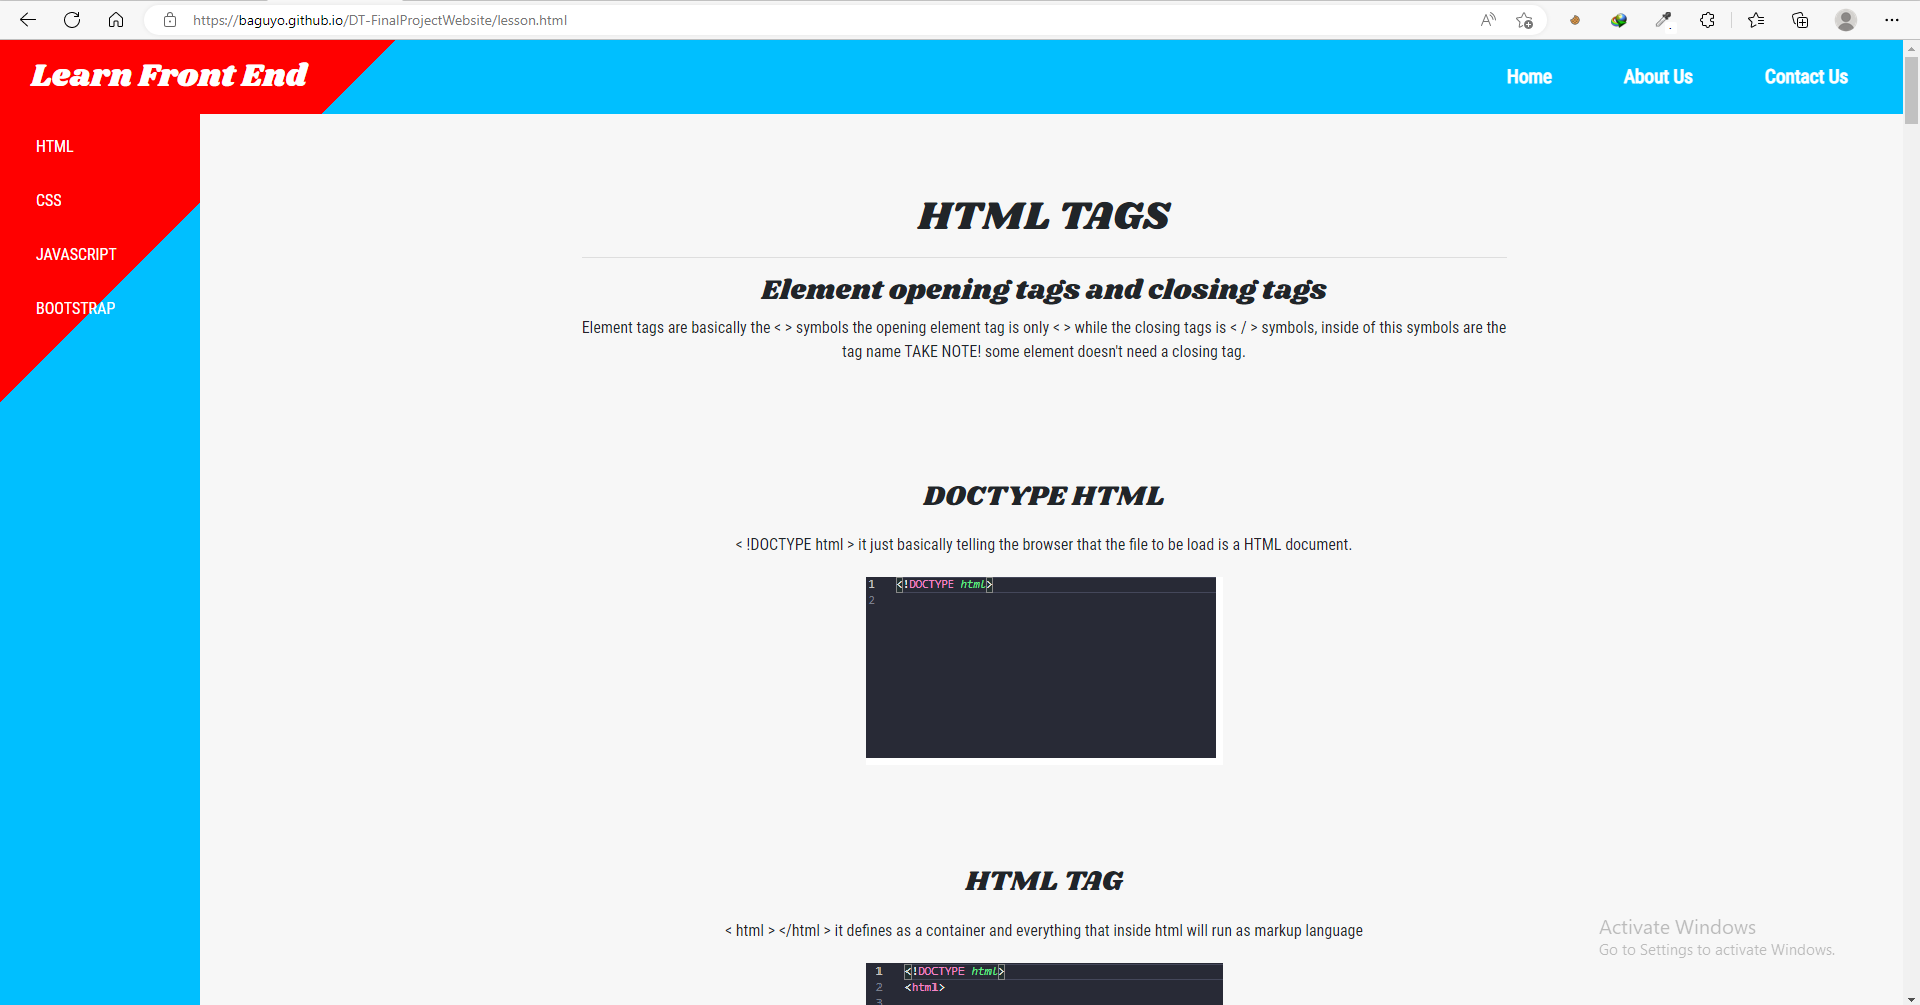 https://baguyo.github.io/DT-FinalProjectWebsite/lesson.html
Learn Front End
Home
About Us
Contact Us
HTML
CSS
JAVASCRIPT
BOOTSTRAP
HTML TAGS
Element opening tags and closing tags
Element tags are basically the < > symbols the opening element tag is only < > while the closing tags is < / > symbols, inside of this symbols are the
tag name TAKE NOTE! some element doesn't need a closing tag.
DOCTYPE HTML
< !DOCTYPE html > it just basically telling the browser that the file to be load is a HTML document.
1 <!DOCTYPE html>
2
HTML TAG
< html > </html > it defines as a container and everything that inside html will run as markup language
1 <!DOCTYPE html>
2 <html>
3
Activate Windows
Go to Settings to activate Windows.